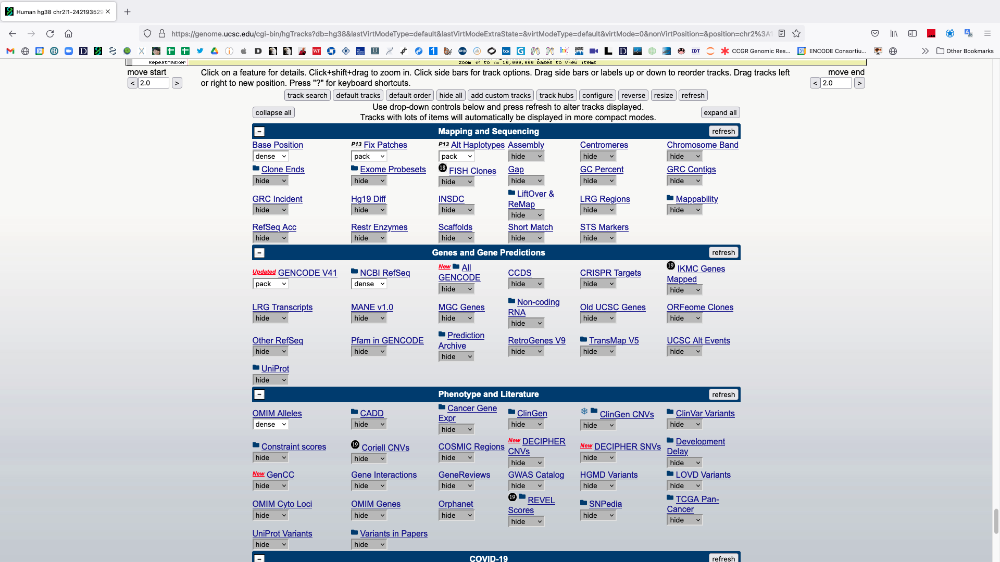 Human hg38 chr2:1-242193529
https://genome.ucsc.edu/cgi-bin/hgTracks?db=hg38&lastVirtModeType=default&lastVirtModeExtraState=&virtModeType=default&virtMode=0&nonVirtPosition=&position=chr2%3A
CCGR Genomic Res...
ENCODE Consortiu...
Other Bookmarks
RepeatMasker
zoom in to <= 10,000,000 bases to view items
move start
Click on a feature for details. Click+shift+drag to zoom in. Click side bars for track options. Drag side bars or labels up or down to reorder tracks. Drag tracks left
move end
< 2.0 >
or right to new position. Press "?" for keyboard shortcuts.
< 2.0 >
track search default tracks default order hide all add custom tracks track hubs configure reverse resize refresh
collapse all
Use drop-down controls below and press refresh to alter tracks displayed.
Tracks with lots of items will automatically be displayed in more compact modes.
expand all
Mapping and Sequencing refresh
Base Position P13 Fix Patches P13 Alt Haplotypes Assembly Centromeres Chromosome Band
dense pack pack hide hide hide
Clone Ends Exome Probesets 18 FISH Clones Gap GC Percent GRC Contigs
hide hide hide hide hide hide
GRC Incident Hg19 Diff INSDC LiftOver & ReMap LRG Regions Mappability
hide hide hide hide hide hide
RefSeq Acc Restr Enzymes Scaffolds Short Match STS Markers
hide hide hide hide hide
Genes and Gene Predictions refresh
Updated GENCODE V41 NCBI RefSeq New All GENCODE CCDS CRISPR Targets 19 IKMC Genes Mapped
pack dense hide hide hide hide
LRG Transcripts MANE v1.0 MGC Genes Non-coding RNA Old UCSC Genes ORFeome Clones
hide hide hide hide hide hide
Other RefSeq Pfam in GENCODE Prediction Archive RetroGenes V9 TransMap V5 UCSC Alt Events
hide hide hide hide hide hide
UniProt
hide
Phenotype and Literature refresh
OMIM Alleles CADD Cancer Gene Expr ClinGen ClinGen CNVs ClinVar Variants
dense hide hide hide hide hide
Constraint scores 19 Coriell CNVs COSMIC Regions New DECIPHER CNVs New DECIPHER SNVs Development Delay
hide hide hide hide hide hide
New GenCC Gene Interactions GeneReviews GWAS Catalog HGMD Variants LOVD Variants
hide hide hide hide hide hide
OMIM Cyto Loci OMIM Genes Orphanet 19 REVEL Scores SNPedia TCGA Pan-Cancer
hide hide hide hide hide hide
UniProt Variants Variants in Papers
hide hide
COVID-19 refresh